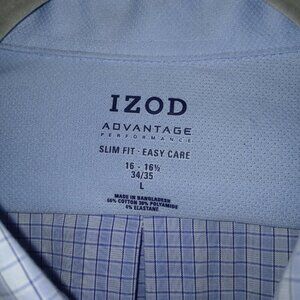 IZOD
ADVANTAGE
PERFORMANCE
SLIM FIT · EASY CARE
16 - 16½
34/35
L
MADE IN BANGLADESH
60% COTTON 36% POLYAMIDE
4% ELASTANE